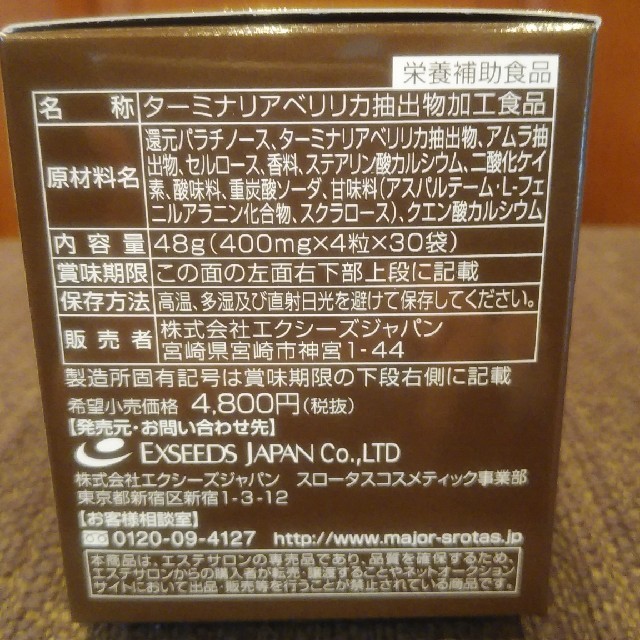 栄養補助食品
名 称 ターミナリアベリリカ抽出物加工食品
原材料名
還元パラチノース、ターミナリアベリリカ抽出物、アムラ抽
出物、セルロース、香料、ステアリン酸カルシウム、二酸化ケイ
素、酸味料、重炭酸ソーダ、甘味料(アスパルテーム・L-フェ
ニルアラニン化合物、スクラロース)、クエン酸カルシウム
内容量 48g(400mg×4粒×30袋)
賞味期限 この面の左面右下部上段に記載
保存方法 高温、多湿及び直射日光を避けて保存してください。
販売者
株式会社エクシーズジャパン
宮崎県宮崎市神宮1-44
製造所固有記号は賞味期限の下段右側に記載
希望小売価格 4,800円(税抜)
【発売元・お問い合わせ先】
EXSEEDS JAPAN CO.,LTD
株式会社エクシーズジャパン スロータスコスメティック事業部
東京都新宿区新宿1-3-12
【お客様相談室】
0120-09-4127 http://www.major-srotas.jp
本商品は、エステサロンの専売品であり、品質を確保するため、
エステサロンからの購入者が転売・譲渡することやネットオークション
サイトにおいて出品・販売等を行うことが禁止されている商品です。